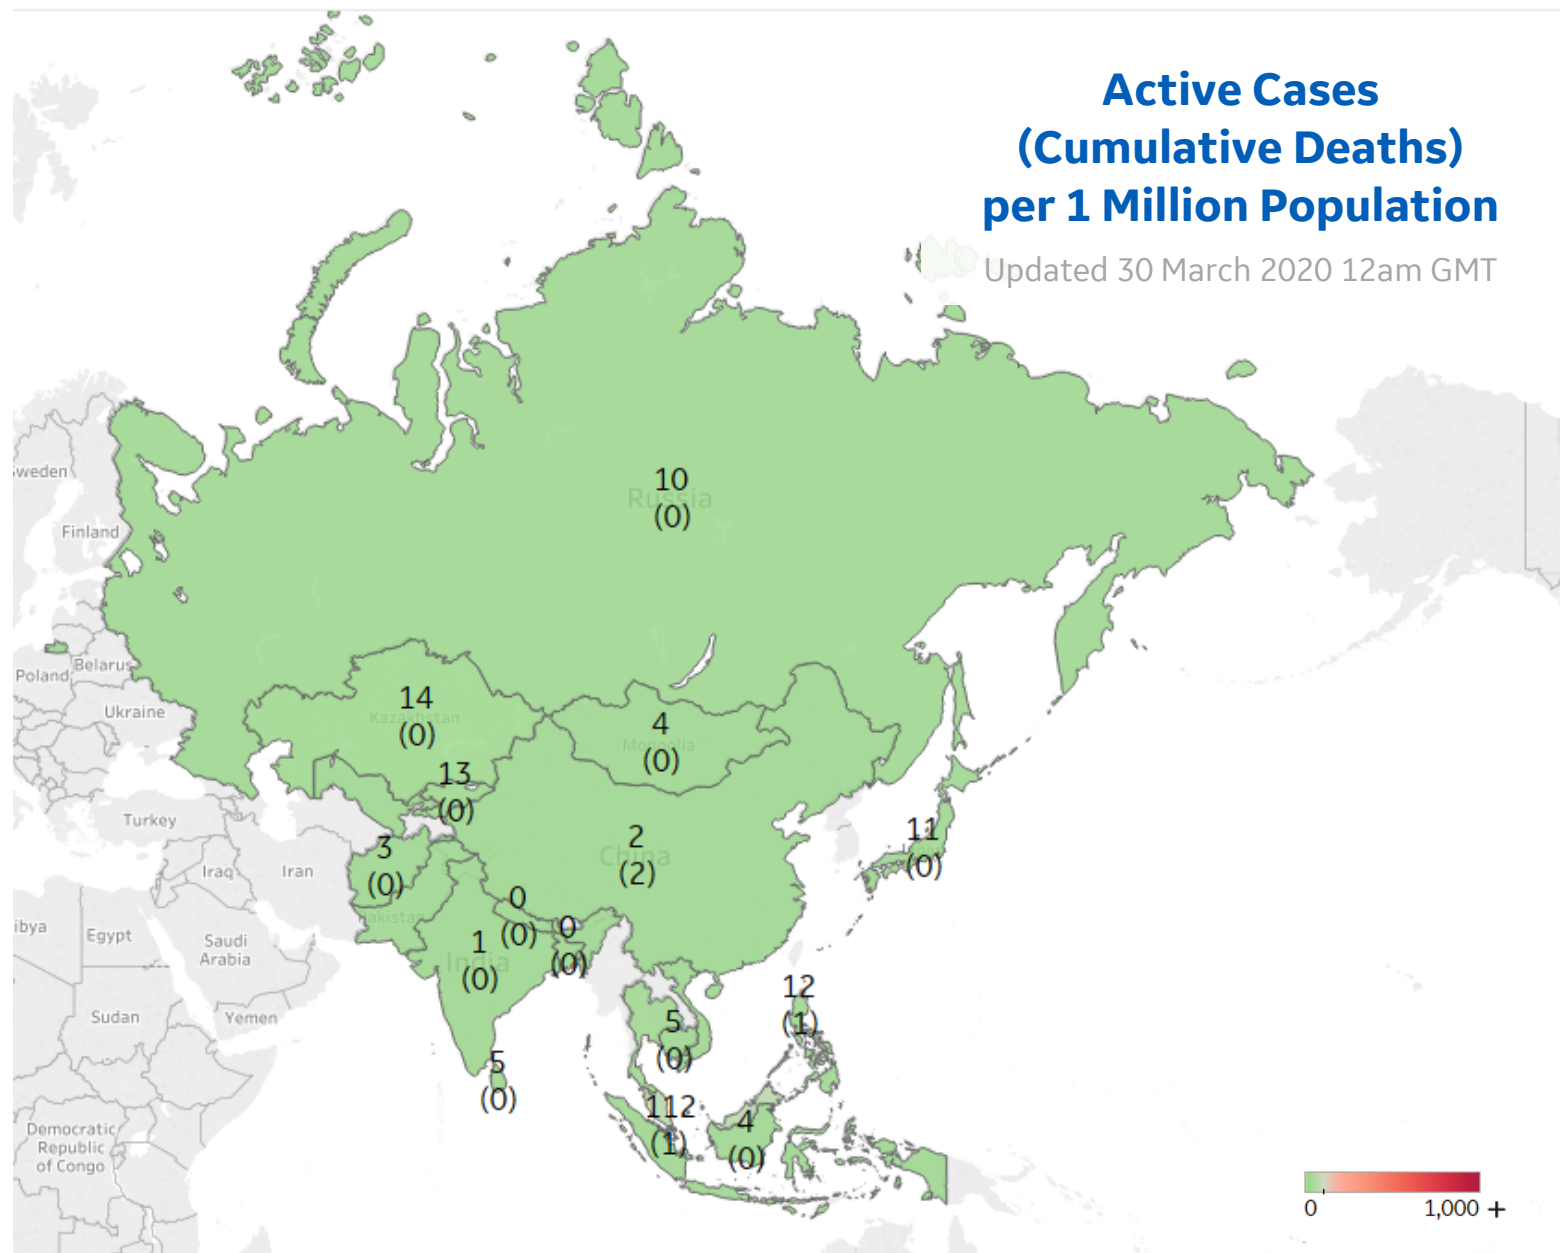 Active Cases
(Cumulative Deaths)
per 1 Million Population
Updated 30 March 2020 12am GMT
weden
Finland
10
Russia
(0)
Poland
Belarus
Ukraine
14
Kazakhstan
(0)
4
Mongolia
(0)
13
(0)
Turkey
Iraq
Iran
3
(0)
Pakistan
2
China
(2)
11
(0)
0
(0)
0
(0)
ibya
Egypt
Saudi
Arabia
1
India
(0)
12
(1)
Sudan
Yemen
5
(0)
5
(0)
112
(1)
4
(0)
Democratic
Republic
of Congo
0
1,000 +